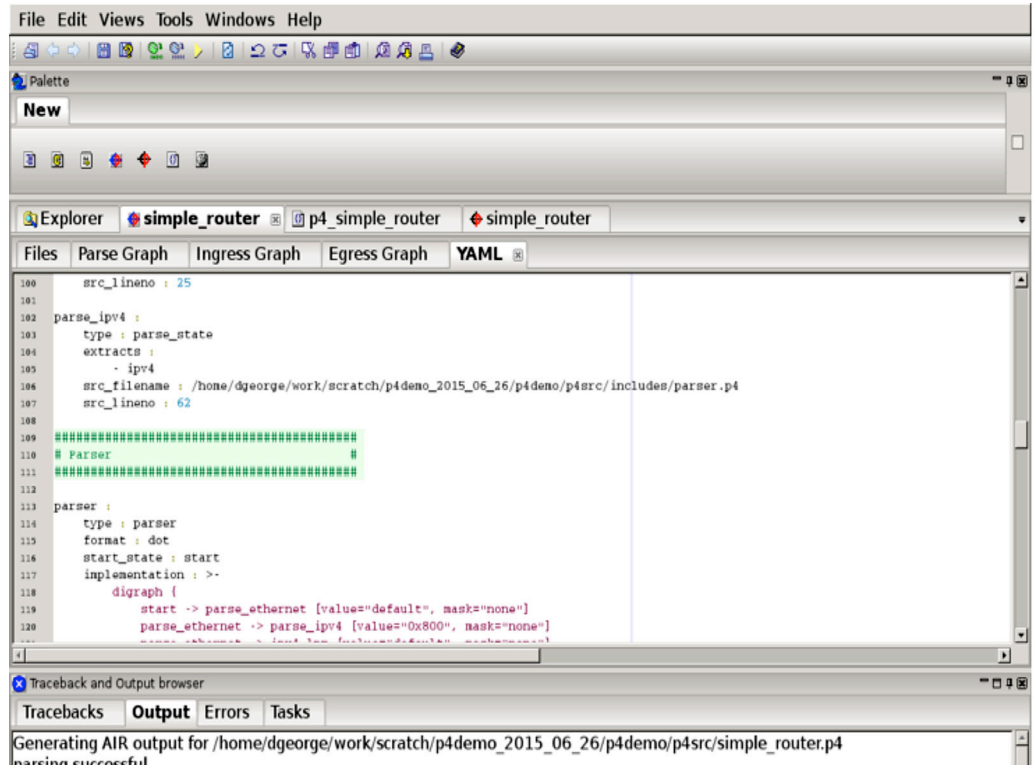 File Edit Views Tools Windows Help
Palette
New
Explorer simple_router p4_simple_router simple_router
Files Parse Graph Ingress Graph Egress Graph YAML
100 src_lineno : 25
101
102 parse_ipv4 :
103 type : parse_state
104 extracts :
105 - ipv4
106 src_filename : /home/dgeorge/work/scratch/p4demo_2015_06_26/p4demo/p4src/includes/parser.p4
107 src_lineno : 62
108
109 ##########################################
110 # Parser #
111 ##########################################
112
113 parser :
114 type : parser
115 format : dot
116 start_state : start
117 implementation : >-
118 digraph {
119 start -> parse_ethernet [value="default", mask="none"]
120 parse_ethernet -> parse_ipv4 [value="0x800", mask="none"]
Traceback and Output browser
Tracebacks Output Errors Tasks
Generating AIR output for /home/dgeorge/work/scratch/p4demo_2015_06_26/p4demo/p4src/simple_router.p4
parsing successful